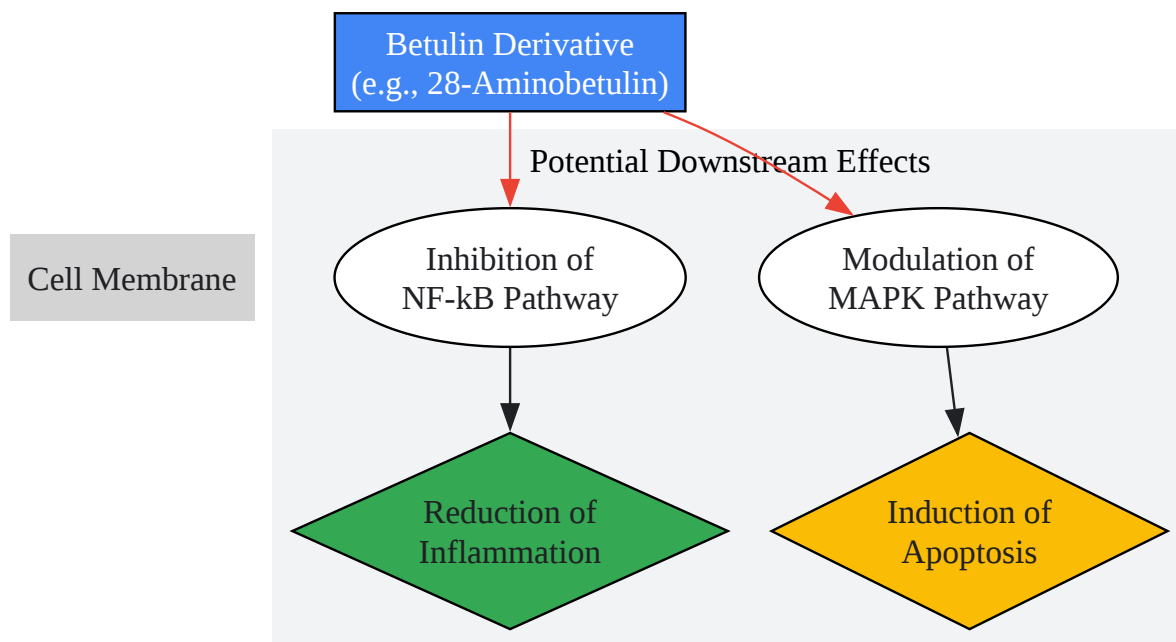 Betulin Derivative
(e.g., 28-Aminobetulin)
Potential Downstream Effects
Cell Membrane
Inhibition of
NF-kB Pathway
Modulation of
MAPK Pathway
Reduction of
Inflammation
Induction of
Apoptosis